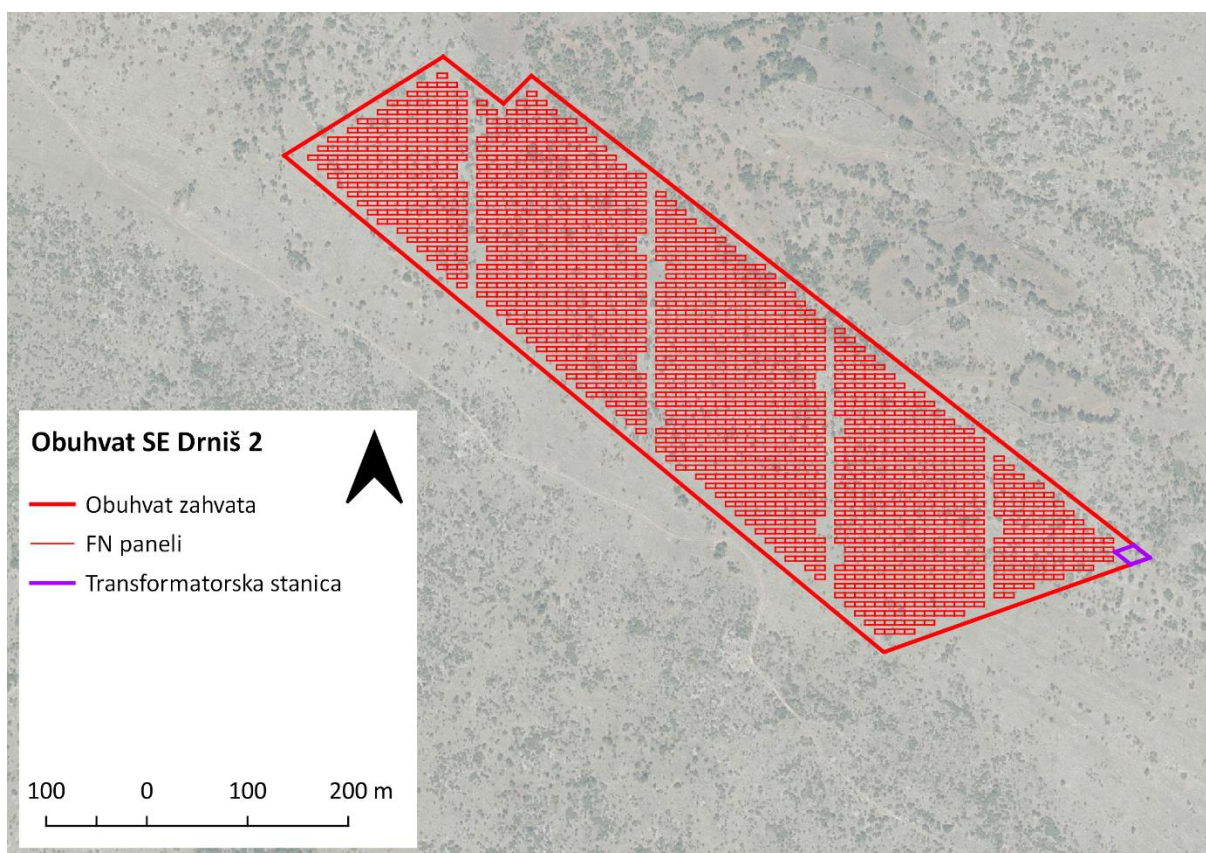 Obuhvat SE Drniš 2
Obuhvat zahvata
FN paneli
Transformatorska stanica
100 0 100 200 m